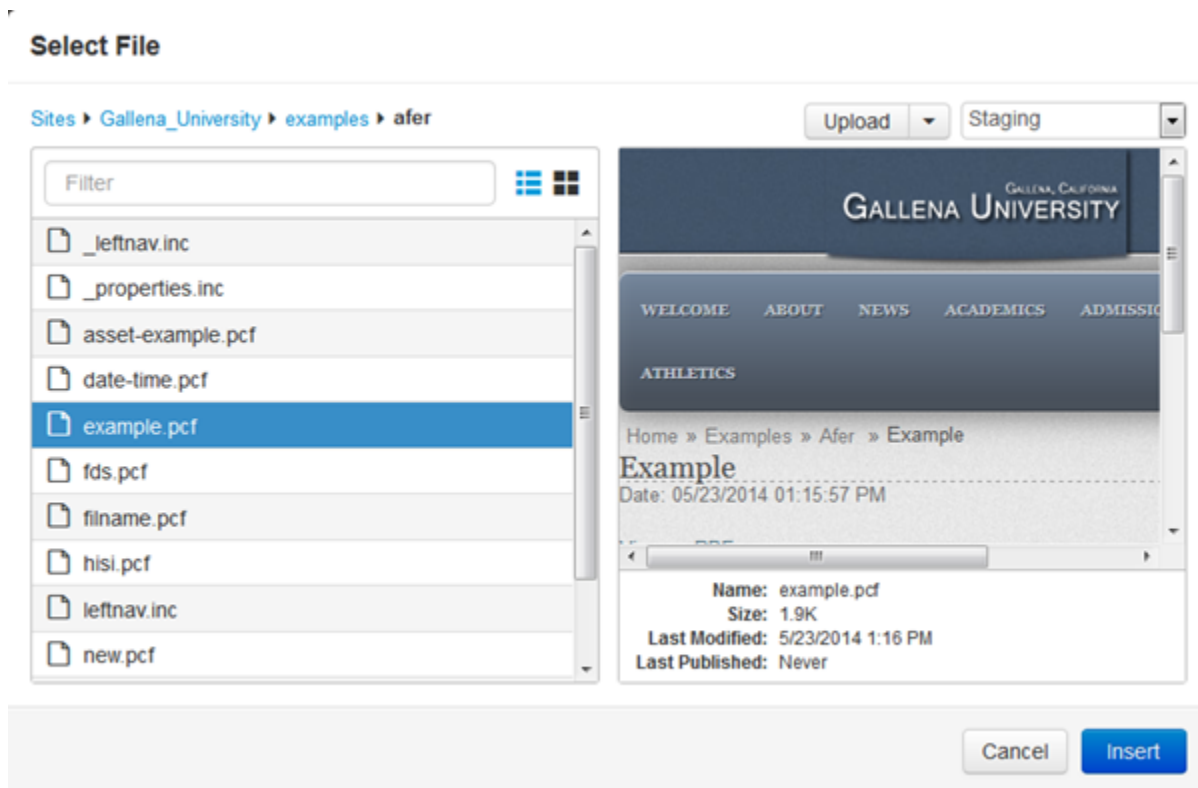 Select File
Sites ▸ Gallena_University ▸ examples ▸ afer
Upload
Staging
Filter
_leftnav.inc
_properties.inc
asset-example.pcf
date-time.pcf
example.pcf
fds.pcf
filname.pcf
hisi.pcf
leftnav.inc
new.pcf
GALLENA, CALIFORNIA
GALLENA UNIVERSITY
WELCOME ABOUT NEWS ACADEMICS ADMISSIO
ATHLETICS
Home » Examples » Afer » Example
Example
Date: 05/23/2014 01:15:57 PM
Name: example.pcf
Size: 1.9K
Last Modified: 5/23/2014 1:16 PM
Last Published: Never
Cancel
Insert